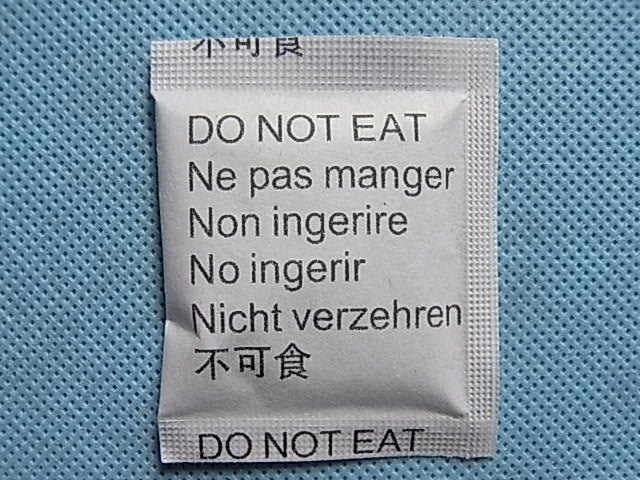 不可食
DO NOT EAT
Ne pas manger
Non ingerire
No ingerir
Nicht verzehren
不可食
DO NOT EAT